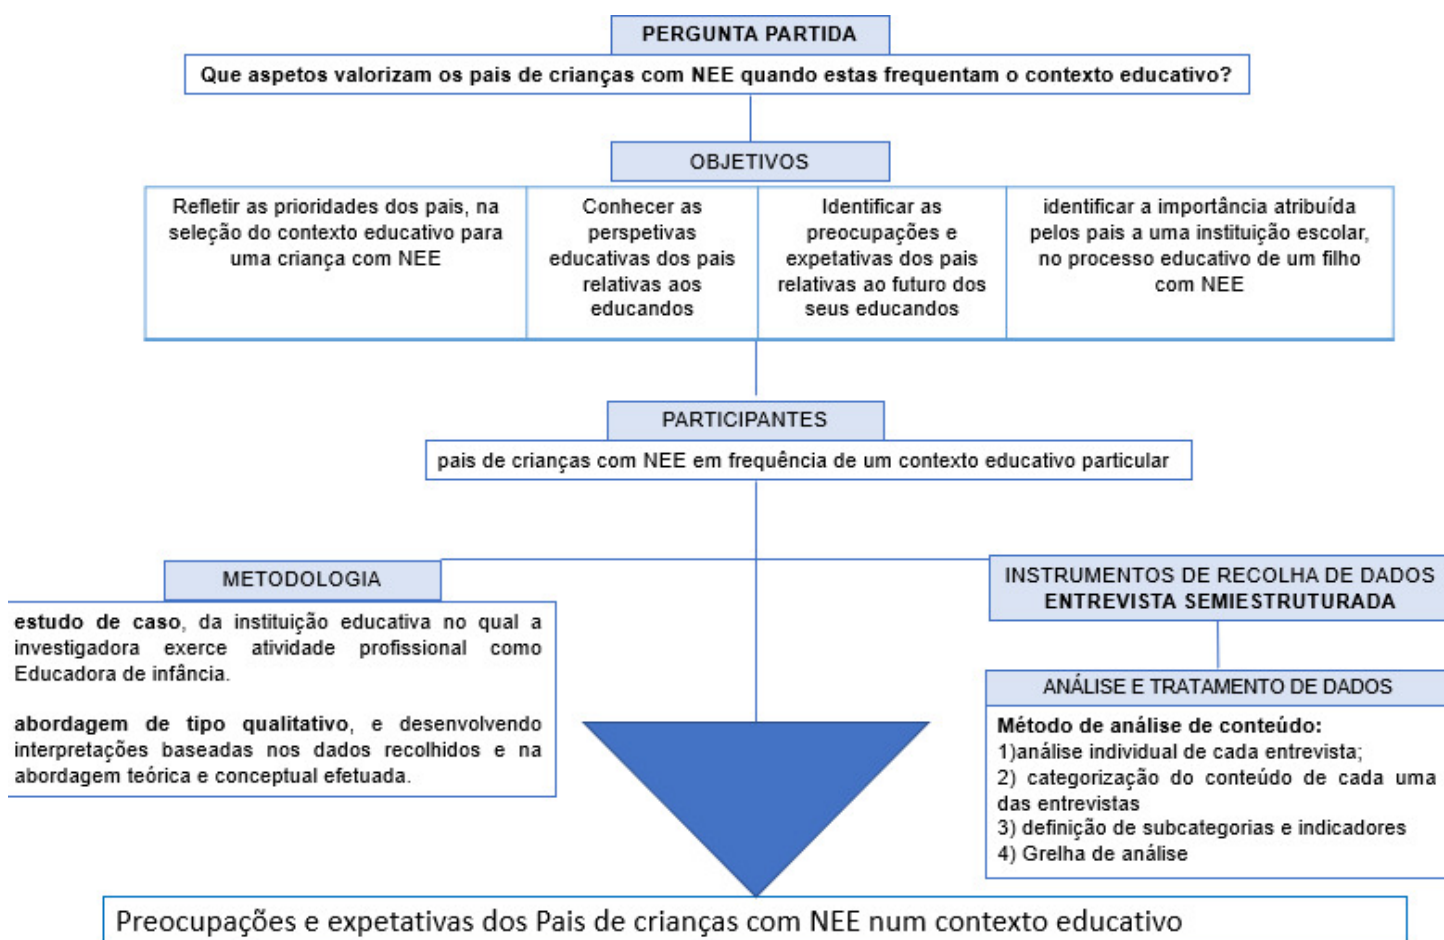 PERGUNTA PARTIDA
Que aspetos valorizam os pais de crianças com NEE quando estas frequentam o contexto educativo?
OBJETIVOS
Refletir as prioridades dos pais, na
seleção do contexto educativo para
uma criança com NEE
Conhecer as
perspetivas
educativas dos pais
relativas aos
educandos
Identificar as
preocupações e
expetativas dos pais
relativas ao futuro dos
seus educandos
identificar a importância atribuída
pelos pais a uma instituição escolar,
no processo educativo de um filho
com NEE
PARTICIPANTES
pais de crianças com NEE em frequência de um contexto educativo particular
METODOLOGIA
estudo de caso, da instituição educativa no qual a
investigadora exerce atividade profissional como
Educadora de infância.
abordagem de tipo qualitativo, e desenvolvendo
interpretações baseadas nos dados recolhidos e na
abordagem teórica e conceptual efetuada.
INSTRUMENTOS DE RECOLHA DE DADOS
ENTREVISTA SEMIESTRUTURADA
ANÁLISE E TRATAMENTO DE DADOS
Método de análise de conteúdo:
1)análise individual de cada entrevista;
2) categorização do conteúdo de cada uma
das entrevistas
3) definição de subcategorias e indicadores
4) Grelha de análise
Preocupações e expetativas dos Pais de crianças com NEE num contexto educativo